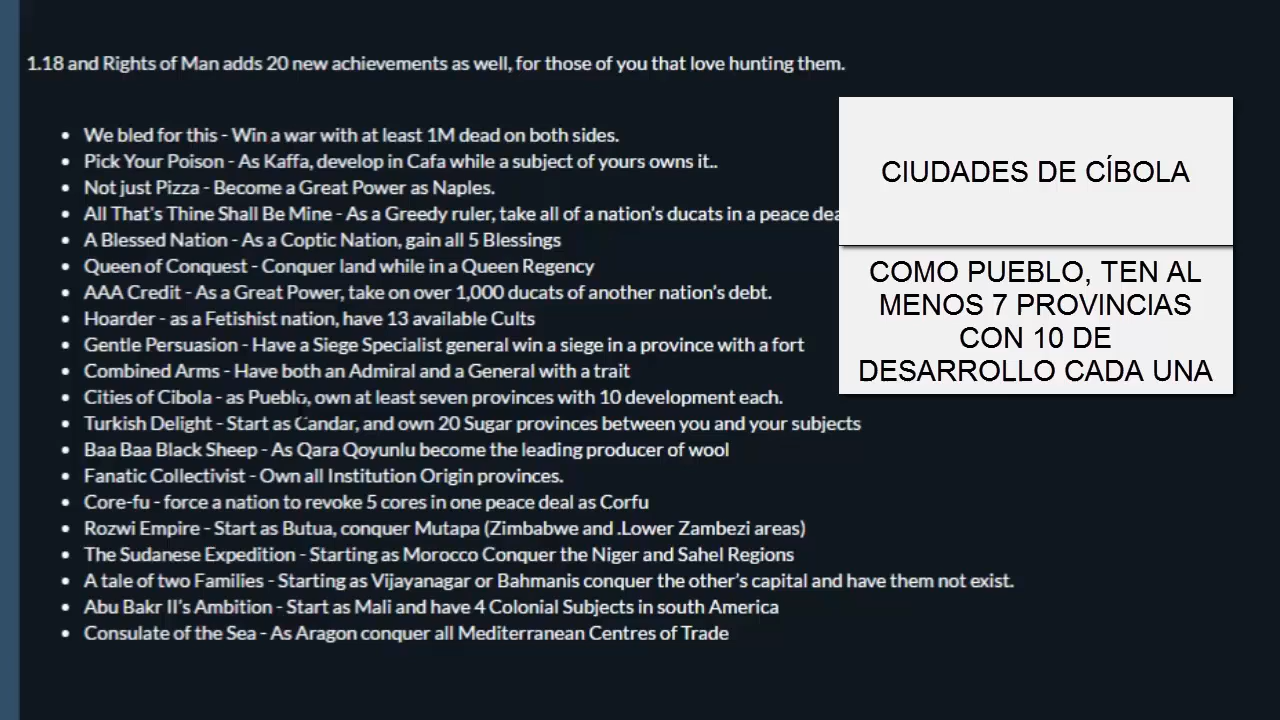 1.18 and Rights of Man adds 20 new achievements as well, for those of you that love hunting them.
We bled for this - Win a war with at least 1M dead on both sides.
Pick Your Poison - As Kaffa, develop in Cafa while a subject of yours owns it..
Not just Pizza - Become a Great Power as Naples.
All That's Thine Shall Be Mine - As a Greedy ruler, take all of a nation's ducats in a peace dea
A Blessed Nation - As a Coptic Nation, gain all 5 Blessings
Queen of Conquest - Conquer land while in a Queen Regency
AAA Credit - As a Great Power, take on over 1,000 ducats of another nation's debt.
Hoarder - as a Fetishist nation, have 13 available Cults
Gentle Persuasion - Have a Siege Specialist general win a siege in a province with a fort
Combined Arms - Have both an Admiral and a General with a trait
Cities of Cibola - as Pueblo, own at least seven provinces with 10 development each.
Turkish Delight - Start as Candar, and own 20 Sugar provinces between you and your subjects
Baa Baa Black Sheep - As Qara Qoyunlu become the leading producer of wool
Fanatic Collectivist - Own all Institution Origin provinces.
Core-fu - force a nation to revoke 5 cores in one peace deal as Corfu
Rozwi Empire - Start as Butua, conquer Mutapa (Zimbabwe and .Lower Zambezi areas)
The Sudanese Expedition - Starting as Morocco Conquer the Niger and Sahel Regions
A tale of two Families - Starting as Vijayanagar or Bahmanis conquer the other's capital and have them not exist.
Abu Bakr II's Ambition - Start as Mali and have 4 Colonial Subjects in south America
Consulate of the Sea - As Aragon conquer all Mediterranean Centres of Trade
CIUDADES DE CÍBOLA
COMO PUEBLO, TEN AL
MENOS 7 PROVINCIAS
CON 10 DE
DESARROLLO CADA UNA